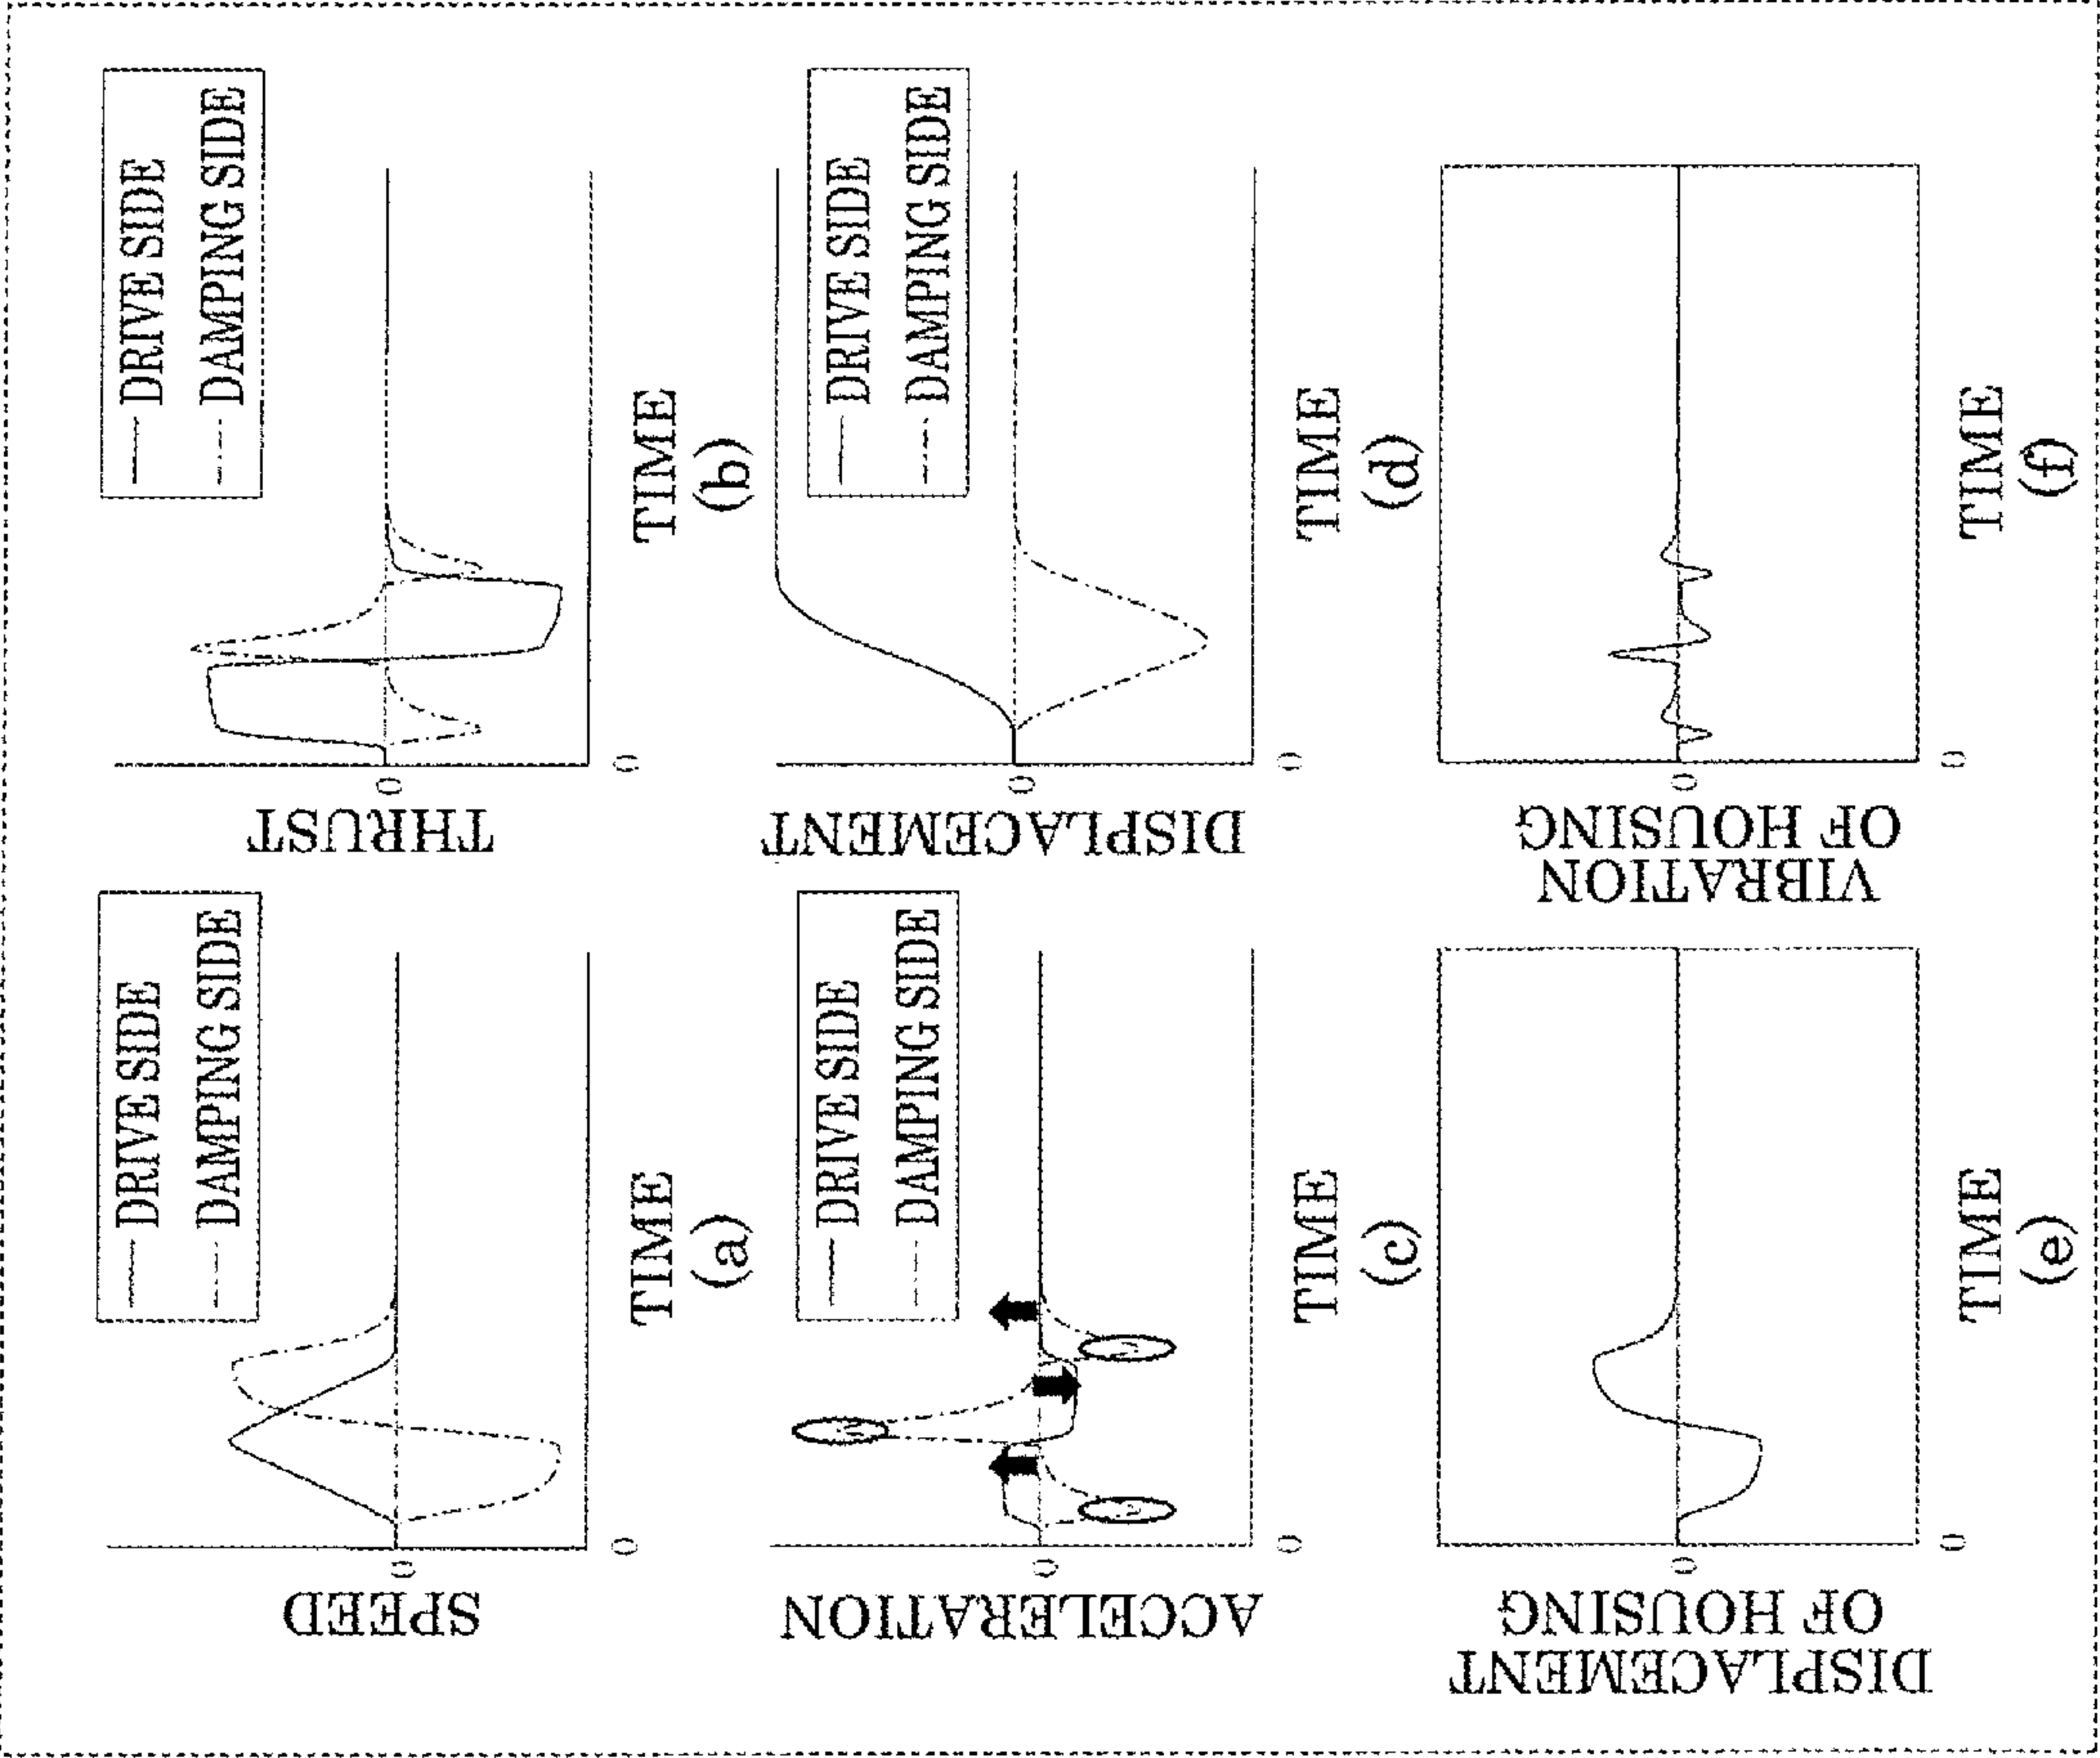 DRIVE SIDE
DAMPING SIDE
SPEED
0
0
TIME
(a)
DRIVE SIDE
DAMPING SIDE
THRUST
0
0
TIME
(b)
DRIVE SIDE
DAMPING SIDE
ACCELERATION
0
0
TIME
(c)
DRIVE SIDE
DAMPING SIDE
DISPLACEMENT
0
0
TIME
(d)
DISPLACEMENT
OF HOUSING
0
0
TIME
(e)
VIBRATION
OF HOUSING
0
0
TIME
(f)